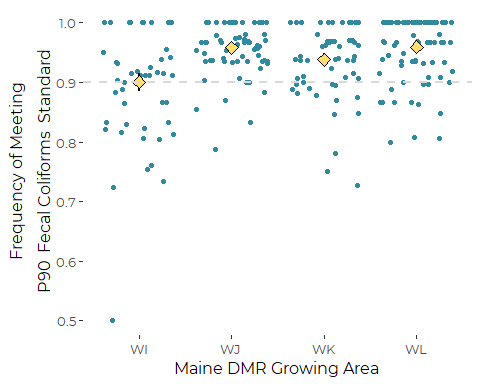 Frequency of Meeting
P90 Fecal Coliforms Standard
1.0
0.9
0.8
0.7
0.6
0.5
WI WJ WK WL
Maine DMR Growing Area